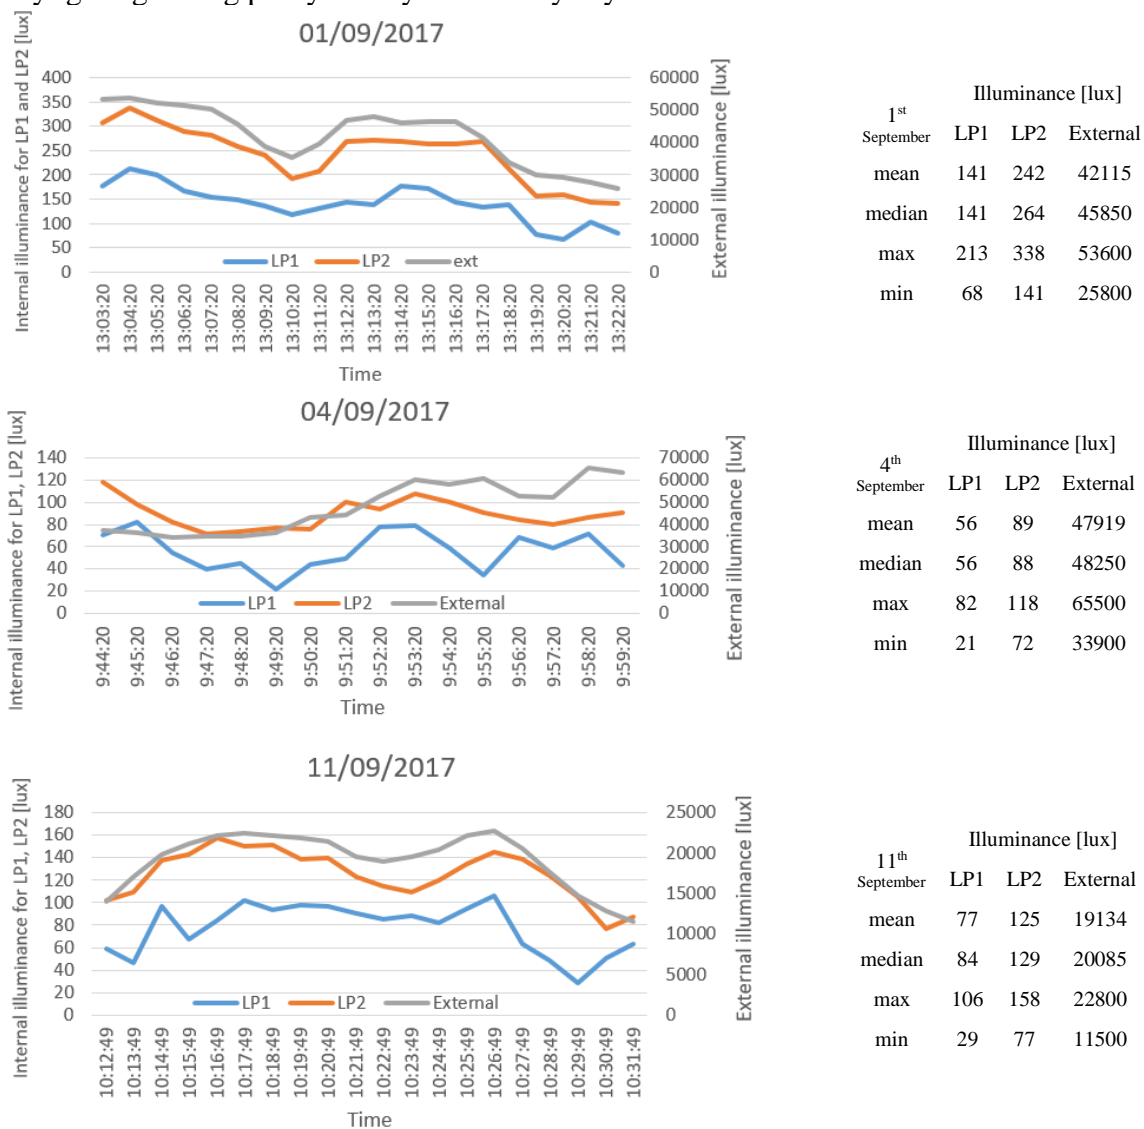 01/09/2017
Internal illuminance for LP1 and LP2 [lux]
400
350
300
250
200
150
100
50
0
60000
50000
40000
30000
20000
10000
0
External illuminance [lux]
LP1 LP2 ext
13:03:20 13:04:20 13:05:20 13:06:20 13:07:20 13:08:20 13:09:20 13:10:20 13:11:20 13:12:20 13:13:20 13:14:20 13:15:20 13:16:20 13:17:20 13:18:20 13:19:20 13:20:20 13:21:20 13:22:20
Time
Illuminance [lux]
1st September LP1 LP2 External
mean 141 242 42115
median 141 264 45850
max 213 338 53600
min 68 141 25800
04/09/2017
Internal illuminance for LP1, LP2 [lux]
140
120
100
80
60
40
20
0
70000
60000
50000
40000
30000
20000
10000
0
External illuminance [lux]
LP1 LP2 External
9:44:20 9:45:20 9:46:20 9:47:20 9:48:20 9:49:20 9:50:20 9:51:20 9:52:20 9:53:20 9:54:20 9:55:20 9:56:20 9:57:20 9:58:20 9:59:20
Time
Illuminance [lux]
4th September LP1 LP2 External
mean 56 89 47919
median 56 88 48250
max 82 118 65500
min 21 72 33900
11/09/2017
Internal illuminance for LP1, LP2 [lux]
180
160
140
120
100
80
60
40
20
0
25000
20000
15000
10000
5000
0
External illuminance [lux]
LP1 LP2 External
10:12:49 10:13:49 10:14:49 10:15:49 10:16:49 10:17:49 10:18:49 10:19:49 10:20:49 10:21:49 10:22:49 10:23:49 10:24:49 10:25:49 10:26:49 10:27:49 10:28:49 10:29:49 10:30:49 10:31:49
Time
Illuminance [lux]
11th September LP1 LP2 External
mean 77 125 19134
median 84 129 20085
max 106 158 22800
min 29 77 11500